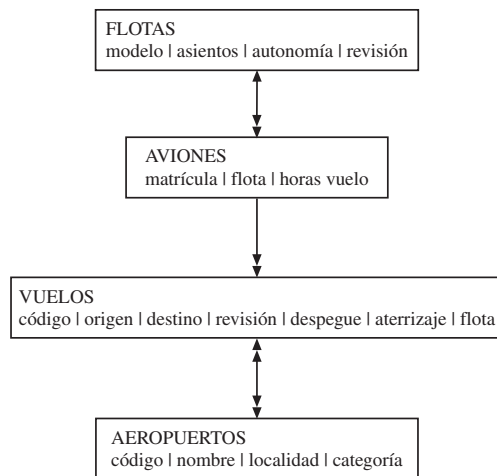 FLOTAS
modelo | asientos | autonomía | revisión
AVIONES
matrícula | flota | horas vuelo
VUELOS
código | origen | destino | revisión | despegue | aterrizaje | flota
AEROPUERTOS
código | nombre | localidad | categoría